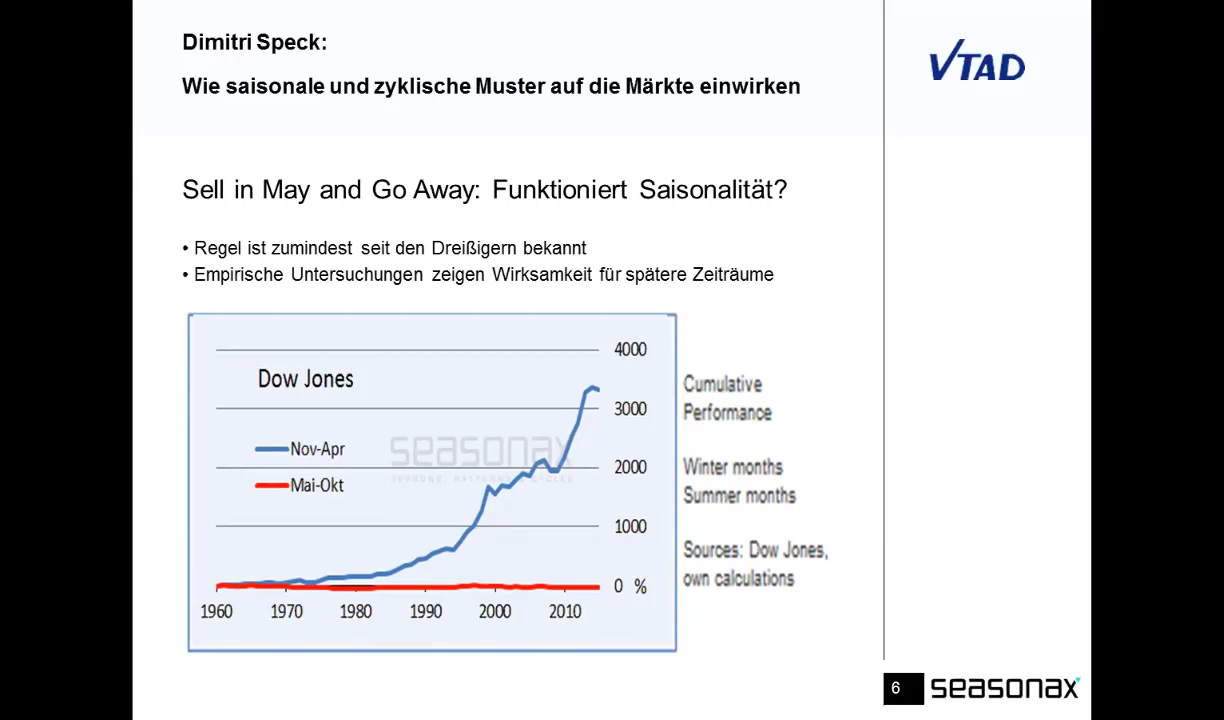 Dimitri Speck:
Wie saisonale und zyklische Muster auf die Märkte einwirken
VTAD
Sell in May and Go Away: Funktioniert Saisonalität?
• Regel ist zumindest seit den Dreißigern bekannt
• Empirische Untersuchungen zeigen Wirksamkeit für spätere Zeiträume
Dow Jones
Nov-Apr
Mai-Okt
seasonax
4000
3000
2000
1000
0 %
1960 1970 1980 1990 2000 2010
Cumulative
Performance
Winter months
Summer months
Sources: Dow Jones,
own calculations
6
seasonax